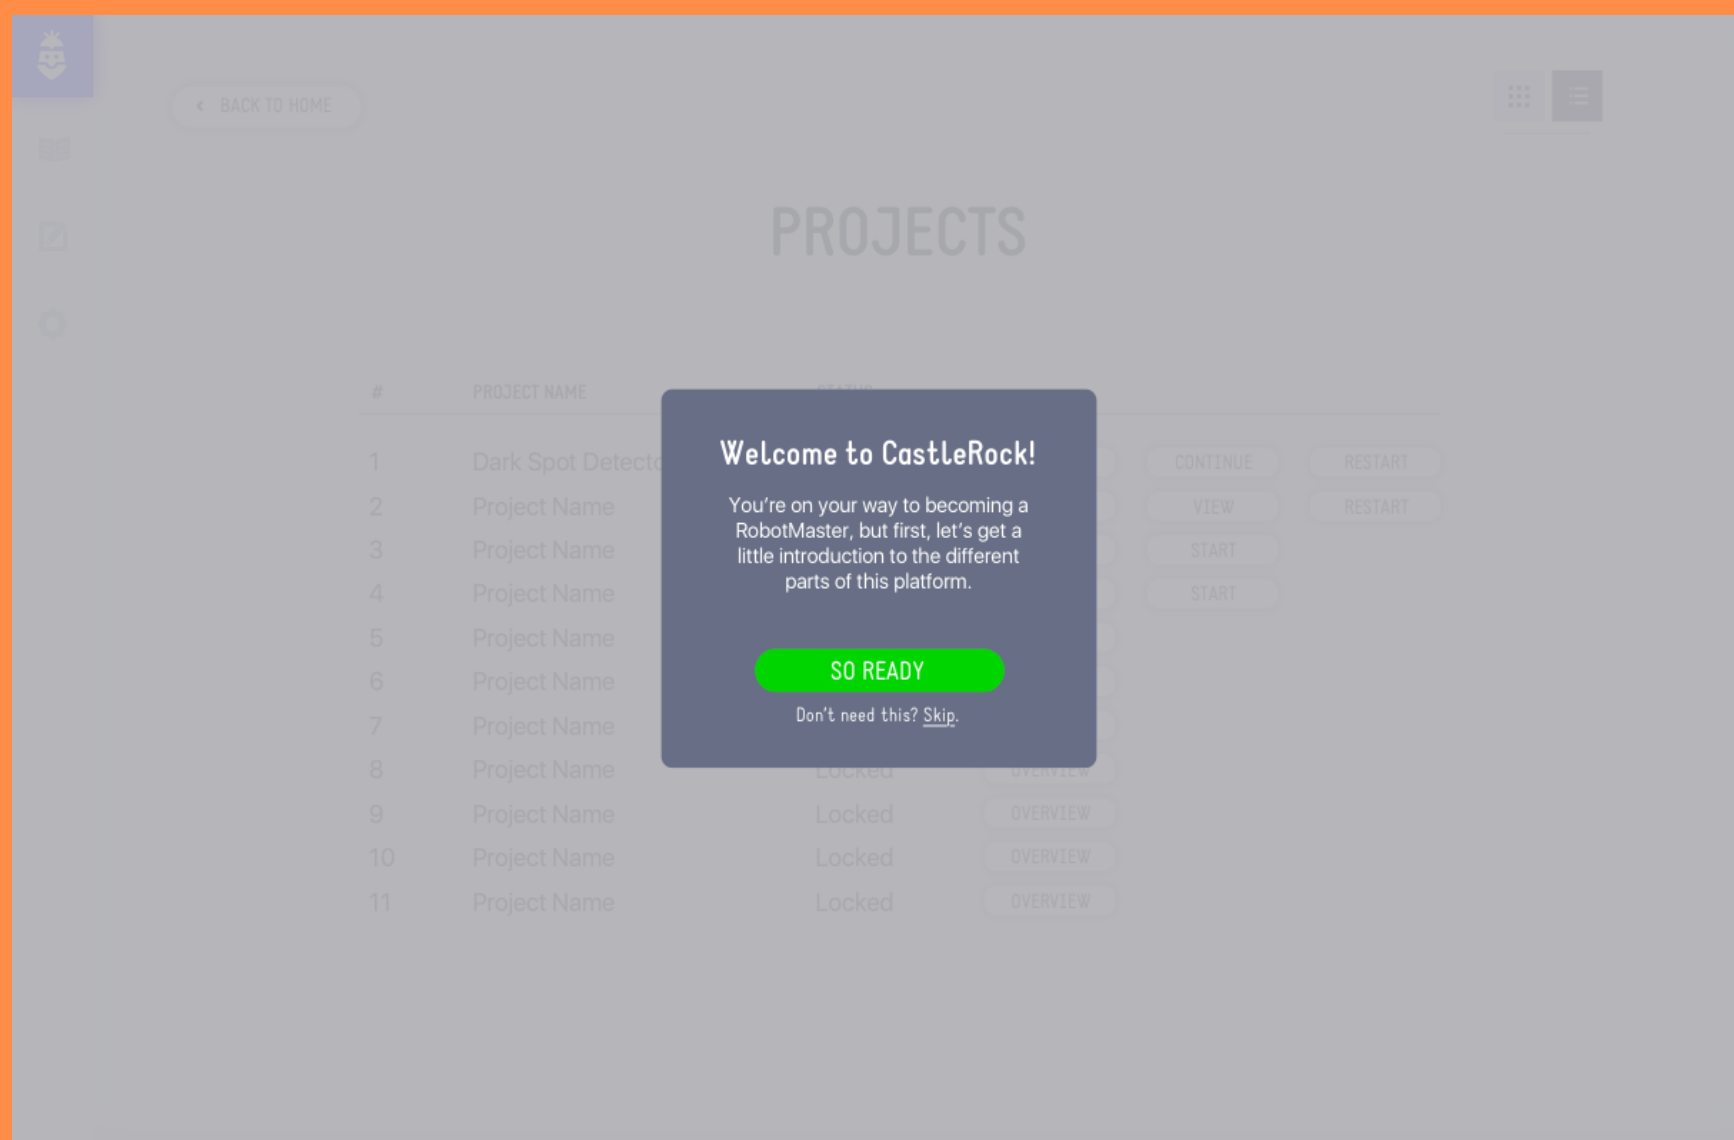 BACK TO HOME
PROJECTS
# PROJECT NAME STATUS
Welcome to CastleRock!
You're on your way to becoming a
RobotMaster, but first, let's get a
little introduction to the different
parts of this platform.
SO READY
Don't need this? Skip.
1 Dark Spot Detecto CONTINUE RESTART
2 Project Name VIEW RESTART
3 Project Name START
4 Project Name START
5 Project Name
6 Project Name
7 Project Name
8 Project Name Locked OVERVIEW
9 Project Name Locked OVERVIEW
10 Project Name Locked OVERVIEW
11 Project Name Locked OVERVIEW